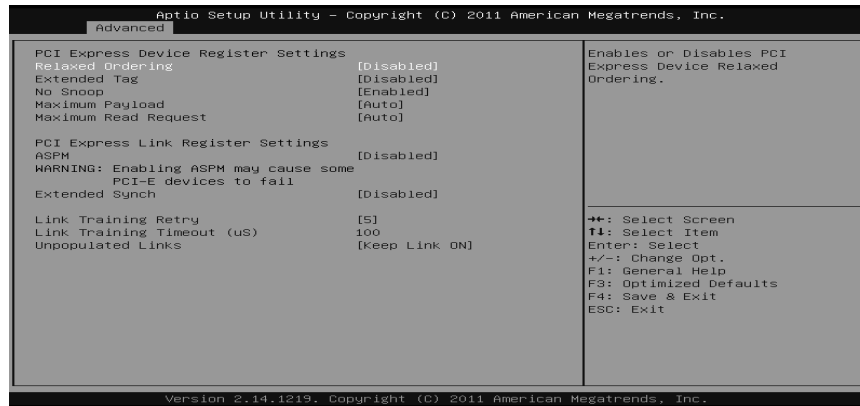 Aptio Setup Utility – Copyright (C) 2011 American Megatrends, Inc.
Advanced
PCI Express Device Register Settings
Relaxed Ordering [Disabled]
Extended Tag [Disabled]
No Snoop [Enabled]
Maximum Payload [Auto]
Maximum Read Request [Auto]
PCI Express Link Register Settings
ASPM [Disabled]
WARNING: Enabling ASPM may cause some
PCI-E devices to fail
Extended Synch [Disabled]
Link Training Retry [5]
Link Training Timeout (uS) 100
Unpopulated Links [Keep Link ON]
Enables or Disables PCI
Express Device Relaxed
Ordering.
→←: Select Screen
↑↓: Select Item
Enter: Select
+/-: Change Opt.
F1: General Help
F3: Optimized Defaults
F4: Save & Exit
ESC: Exit
Version 2.14.1219. Copyright (C) 2011 American Megatrends, Inc.